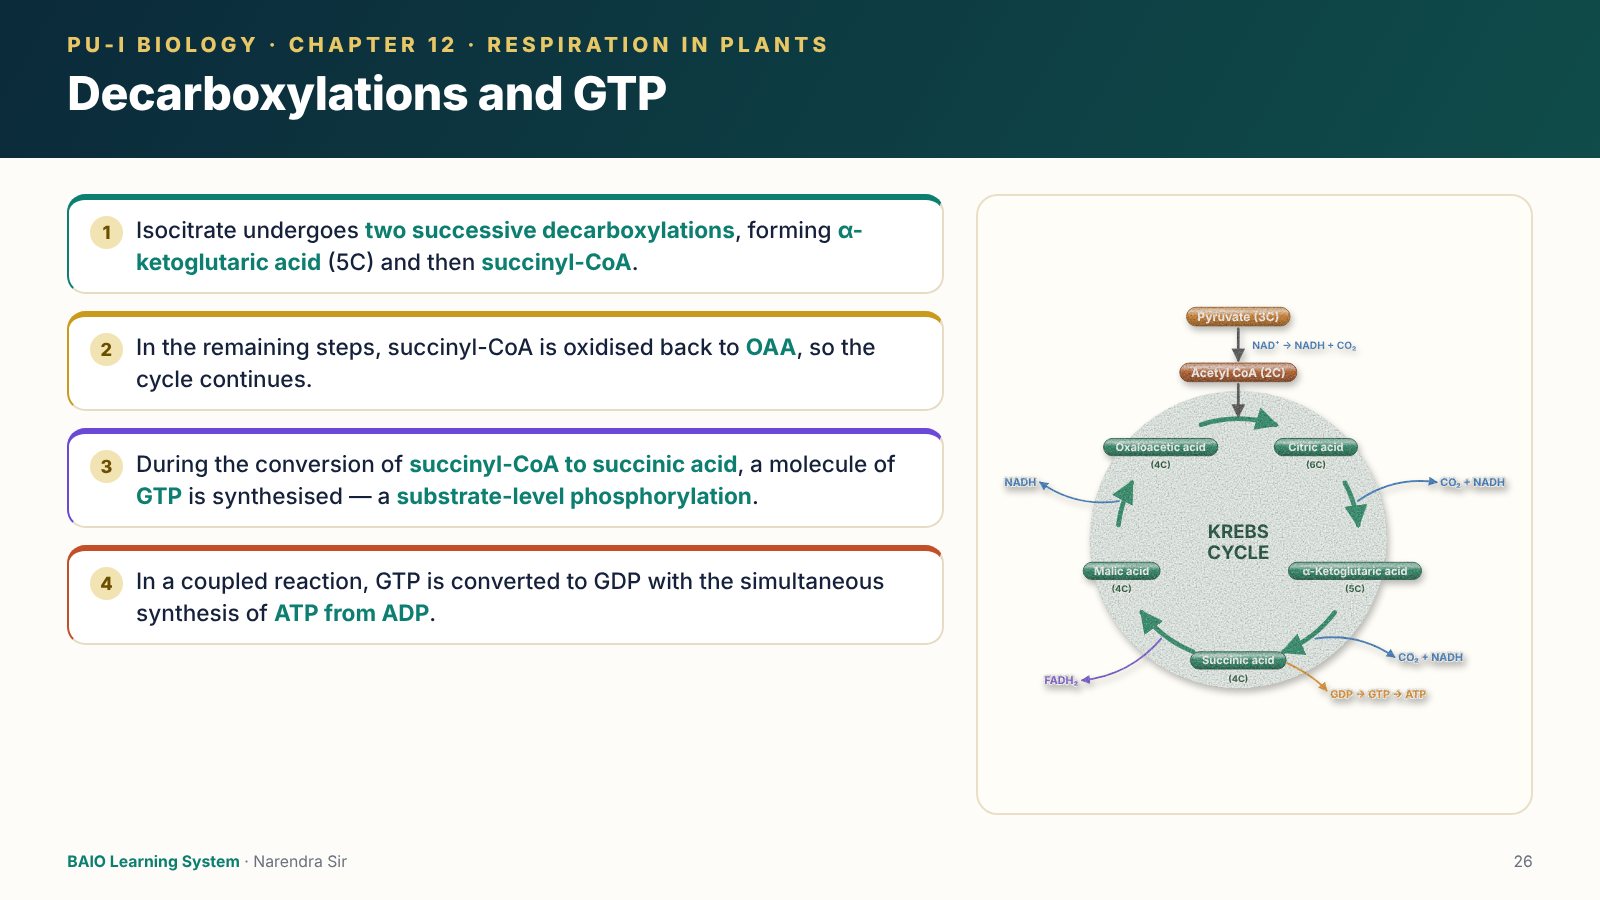 PU-I BIOLOGY · CHAPTER 12 · RESPIRATION IN PLANTS
Decarboxylations and GTP
1
Isocitrate undergoes two successive decarboxylations, forming α-
ketoglutaric acid (5C) and then succinyl-CoA.
2
In the remaining steps, succinyl-CoA is oxidised back to OAA, so the
cycle continues.
3
During the conversion of succinyl-CoA to succinic acid, a molecule of
GTP is synthesised — a substrate-level phosphorylation.
4
In a coupled reaction, GTP is converted to GDP with the simultaneous
synthesis of ATP from ADP.
Pyruvate (3C)
NAD⁺ → NADH + CO₂
Acetyl CoA (2C)
Oxaloacetic acid
(4C)
Citric acid
(6C)
NADH
CO₂ + NADH
KREBS
CYCLE
Malic acid
(4C)
α-Ketoglutaric acid
(5C)
Succinic acid
(4C)
CO₂ + NADH
FADH₂
GDP → GTP → ATP
BAIO Learning System · Narendra Sir
26